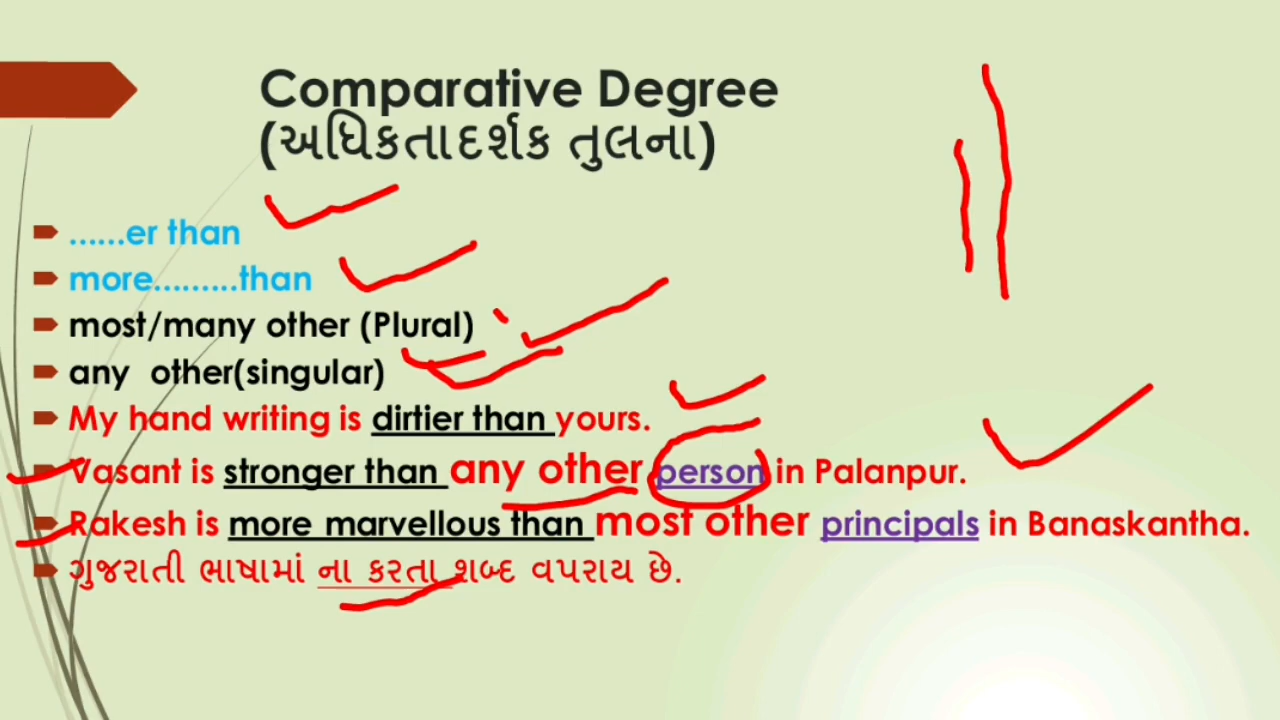 Comparative Degree
(અધિકતાદર્શક તુલના)
......er than
more.........than
most/many other (Plural)
any other(singular)
My hand writing is dirtier than yours.
Vasant is stronger than any other person in Palanpur.
Rakesh is more marvellous than most other principals in Banaskantha.
ગુજરાતી ભાષામાં ના કરતા શબ્દ વપરાય છે.